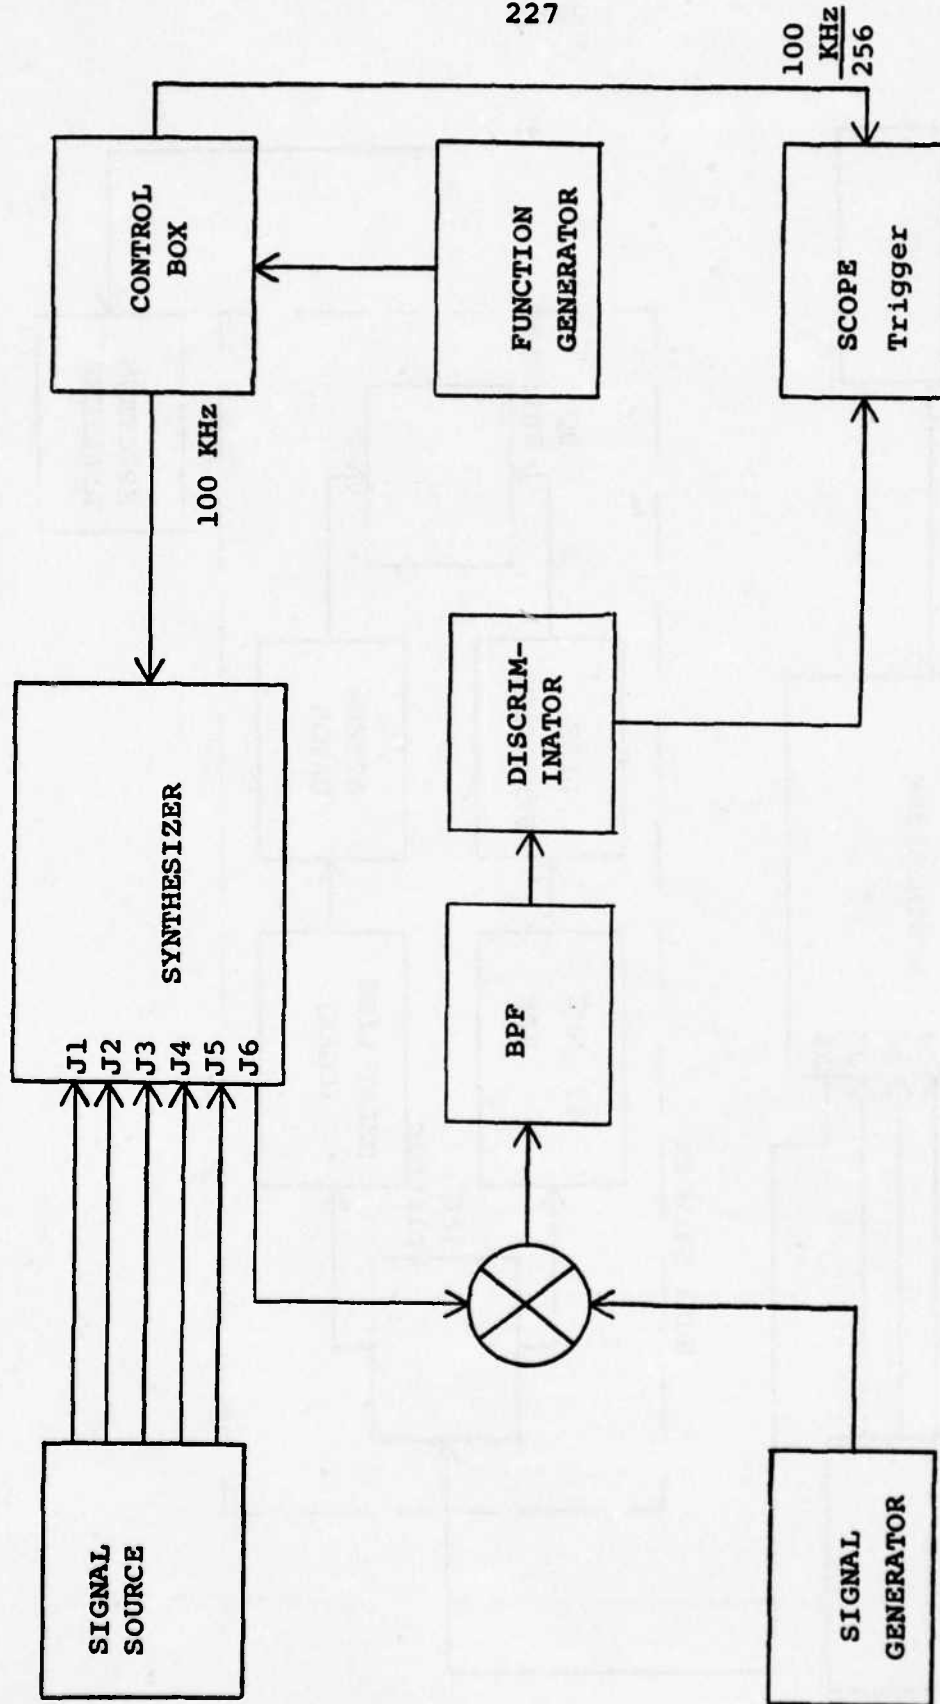 227
SIGNAL
SOURCE
J1
J2
J3
J4
J5
J6
SYNTHESIZER
100 KHz
CONTROL
BOX
BPF
DISCRIM-
INATOR
FUNCTION
GENERATOR
SIGNAL
GENERATOR
SCOPE
Trigger
100
KHz
256